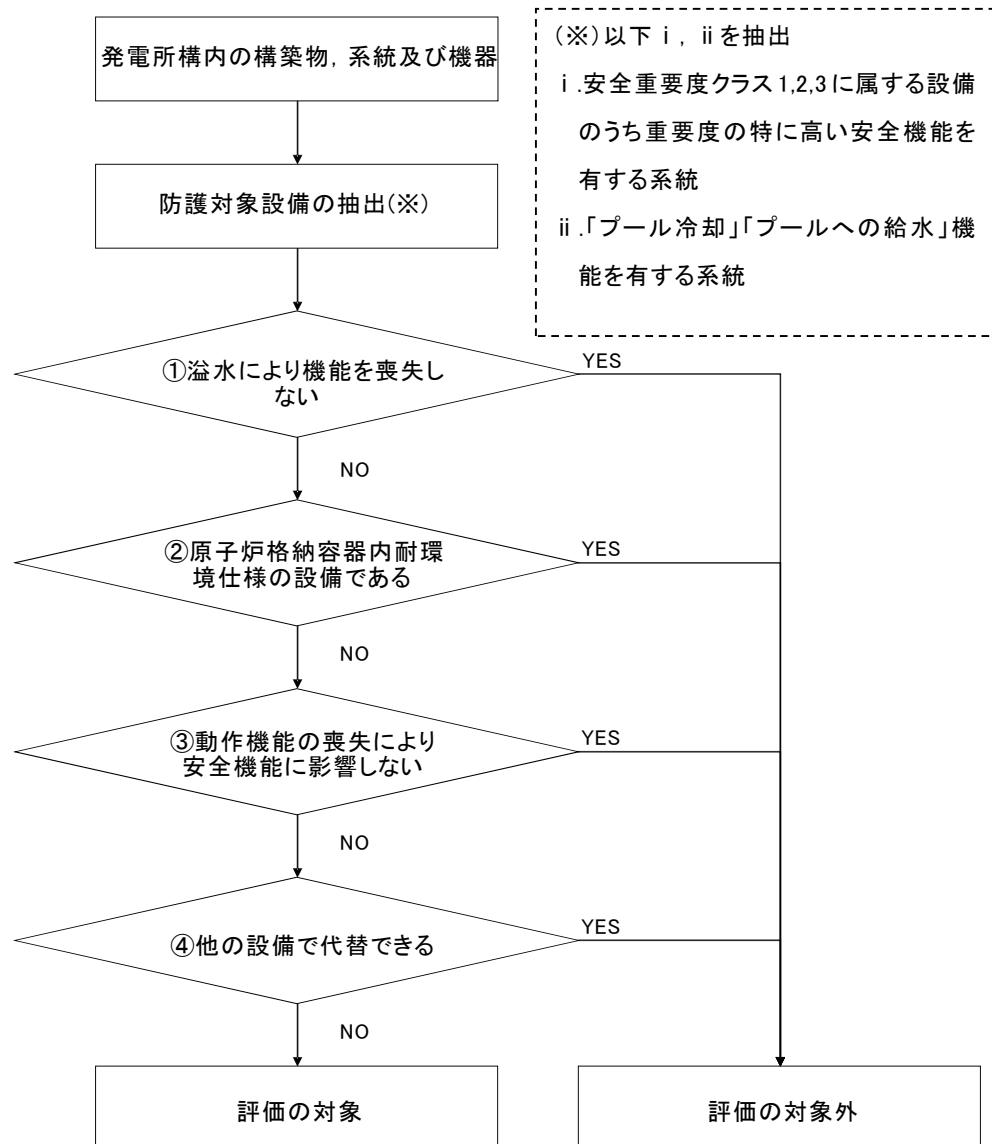 発電所構内の構築物，系統及び機器
(※)以下ⅰ，ⅱを抽出
ⅰ.安全重要度クラス1,2,3に属する設備
のうち重要度の特に高い安全機能を
有する系統
ⅱ.｢プール冷却｣｢プールへの給水｣機
能を有する系統
防護対象設備の抽出(※)
①溢水により機能を喪失し
ない
YES
NO
②原子炉格納容器内耐環
境仕様の設備である
YES
NO
③動作機能の喪失により
安全機能に影響しない
YES
NO
④他の設備で代替できる
YES
NO
評価の対象
評価の対象外